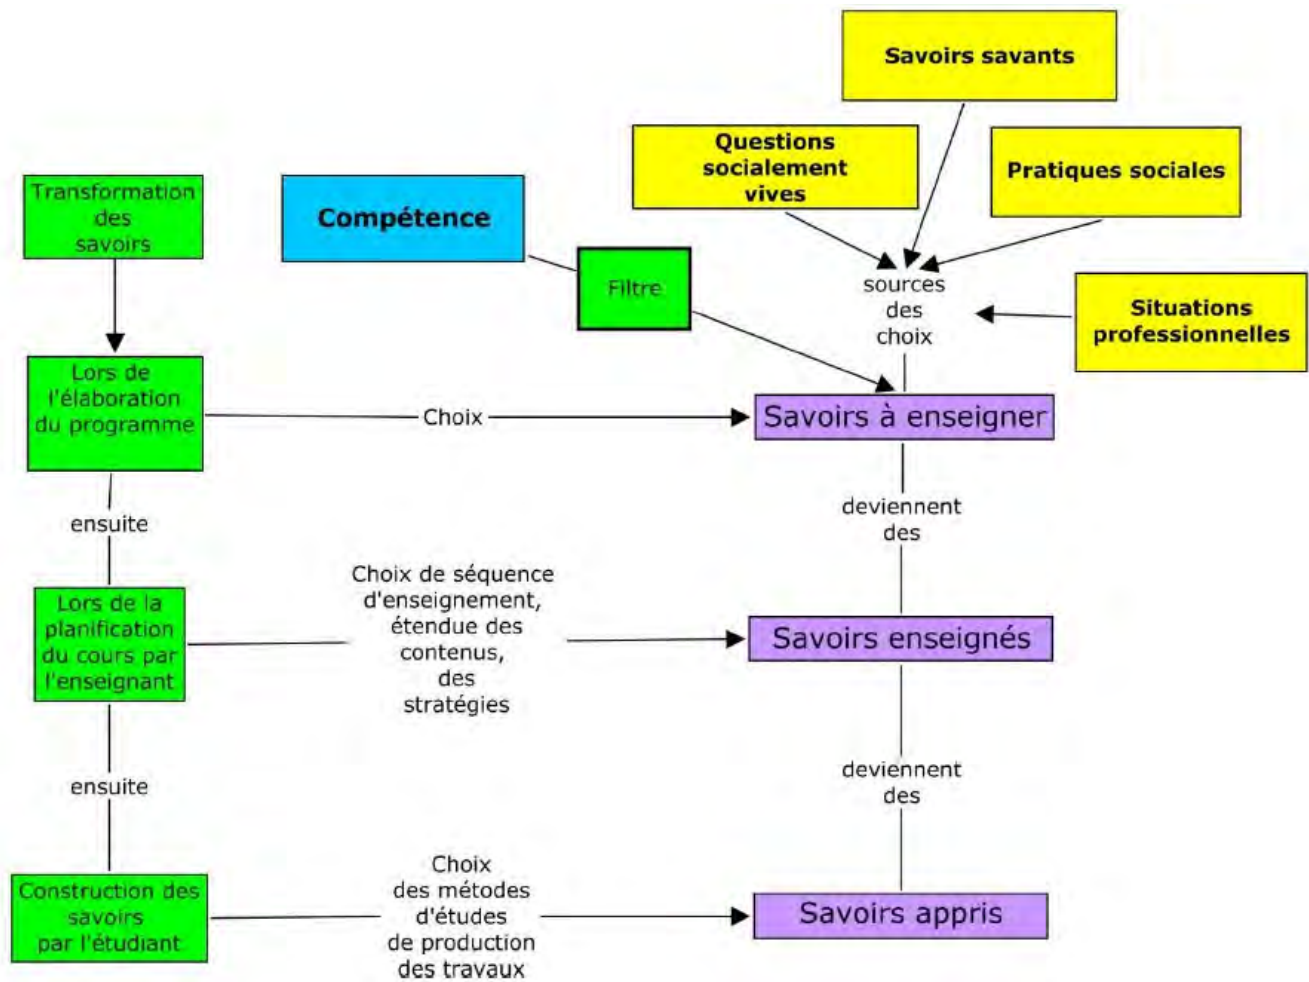 Savoirs savants
Questions
socialement
vives
Pratiques sociales
Transformation
des
savoirs
Compétence
Filtre
sources
des
choix
Situations
professionnelles
Lors de
l'élaboration
du programme
Choix
Savoirs à enseigner
ensuite
deviennent
des
Lors de la
planification
du cours par
l'enseignant
Choix de séquence
d'enseignement,
étendue des
contenus,
des
stratégies
Savoirs enseignés
ensuite
deviennent
des
Construction des
savoirs
par l'étudiant
Choix
des métodes
d'études
de production
des travaux
Savoirs appris